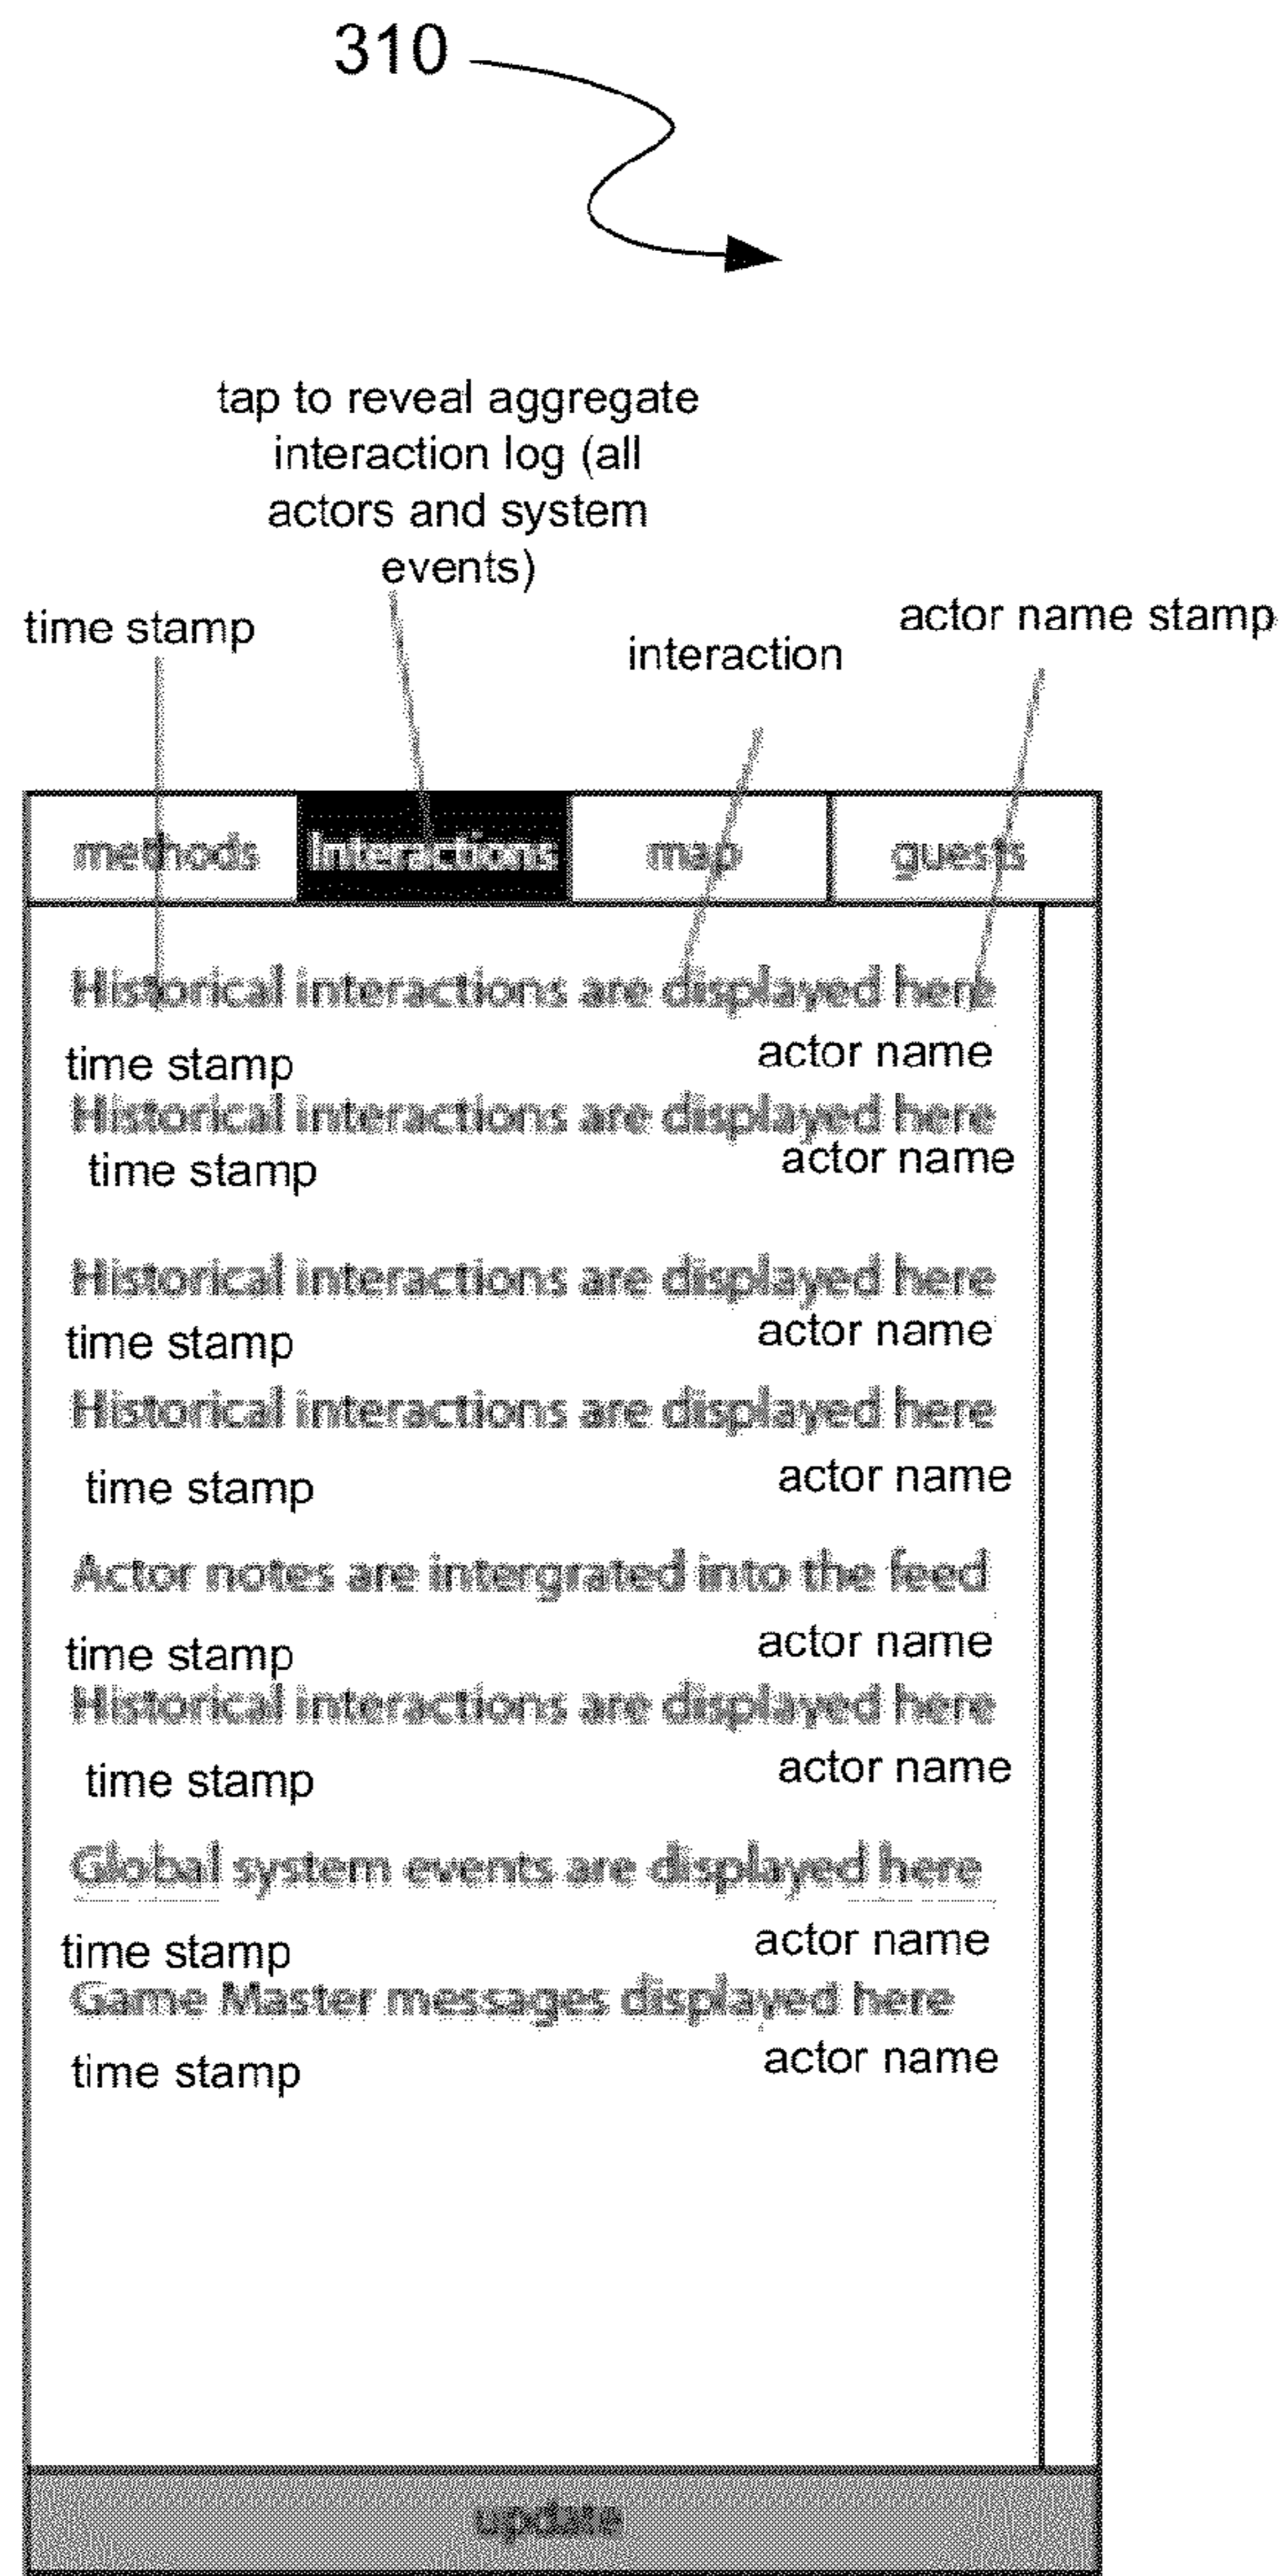 310
tap to reveal aggregate
interaction log (all
actors and system
events)
time stamp
interaction
actor name stamp
methods
Interactions
map
guests
Historical interactions are displayed here
time stamp
actor name
Historical interactions are displayed here
time stamp
actor name
Historical interactions are displayed here
time stamp
actor name
Historical interactions are displayed here
time stamp
actor name
Actor notes are intergrated into the feed
time stamp
actor name
Historical interactions are displayed here
time stamp
actor name
Global system events are displayed here
time stamp
actor name
Game Master messages displayed here
time stamp
actor name
update